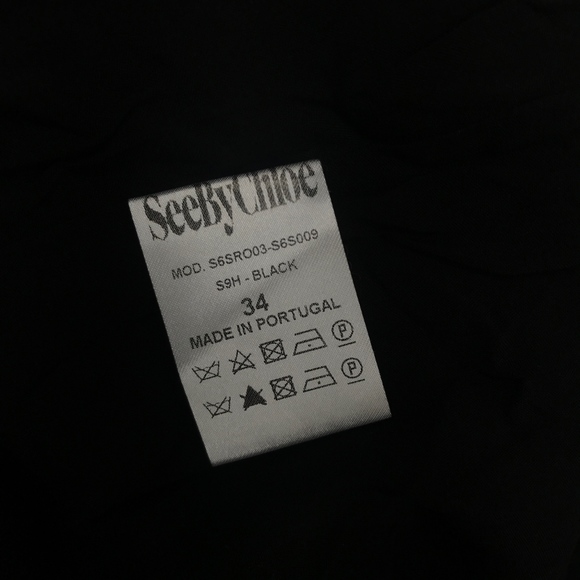 SeeByChloe
MOD. S6SRO03-S6S009
S9H - BLACK
34
MADE IN PORTUGAL
P
P